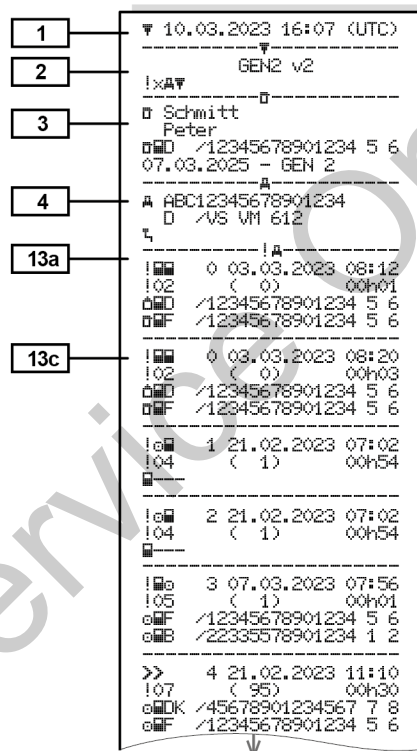 1
▼ 10.03.2023 16:07 (UTC)
2
GEN2 v2
!x
3
Schmitt
Peter
D /12345678901234 5 6
07.03.2025 - GEN 2
4
ABC12345678901234
D /VS VM 612
13a
! 0 03.03.2023 08:12
!02 ( 0) 00h01
D /12345678901234 5 6
F /12345678901234 5 6
13c
! 0 03.03.2023 08:20
!02 ( 0) 00h03
D /12345678901234 5 6
F /12345678901234 5 6
! 1 21.02.2023 07:02
!04 ( 1) 00h54
---
! 2 21.02.2023 07:02
!04 ( 1) 00h54
---
! 3 07.03.2023 07:56
!05 ( 1) 00h01
F /12345678901234 5 6
B /22335578901234 1 2
>> 4 21.02.2023 11:10
!07 ( 95) 00h30
DK /45678901234567 7 8
F /12345678901234 5 6